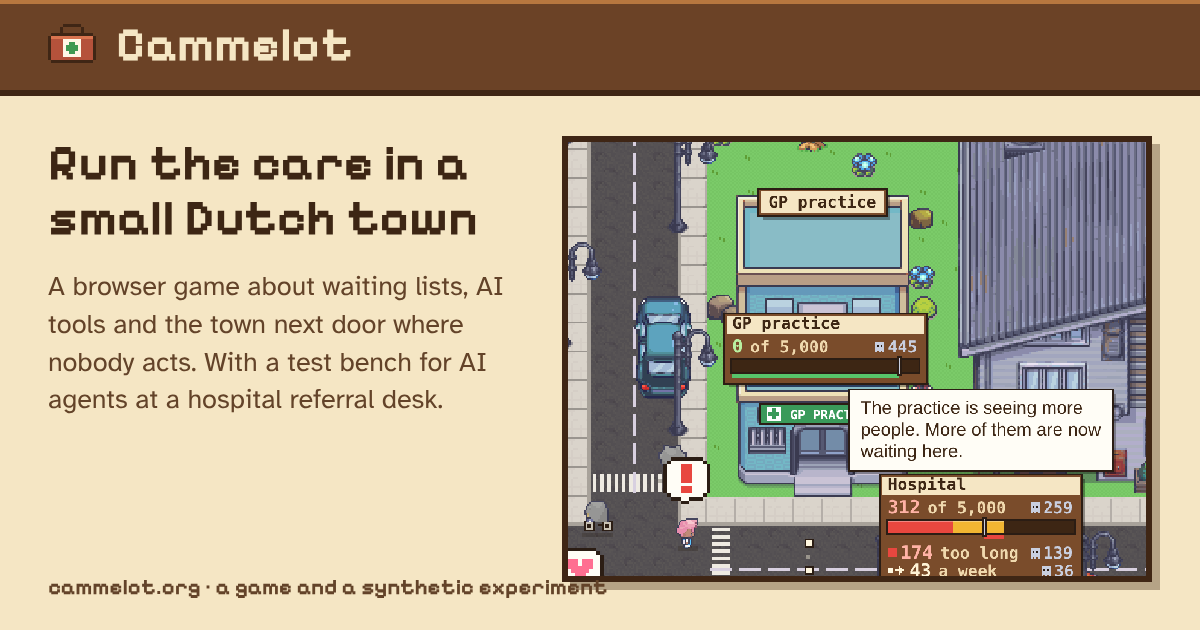 Cammelot
Run the care in a
small Dutch town
A browser game about waiting lists, AI
tools and the town next door where
nobody acts. With a test bench for AI
agents at a hospital referral desk.
cammelot.org · a game and a synthetic experiment
GP practice
GP practice
0 of 5,000 445
GP PRACT
The practice is seeing more
people. More of them are now
waiting here.
Hospital
312 of 5,000 259
174 too long 139
43 a week 36